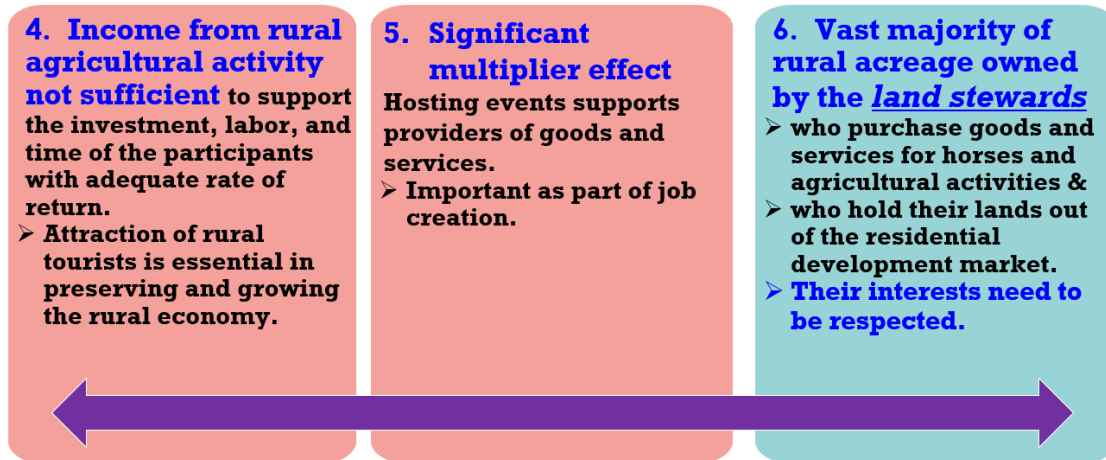 4. Income from rural
agricultural activity
not sufficient to support
the investment, labor, and
time of the participants
with adequate rate of
return.
➢ Attraction of rural
tourists is essential in
preserving and growing
the rural economy.
5. Significant
multiplier effect
Hosting events supports
providers of goods and
services.
➢ Important as part of job
creation.
6. Vast majority of
rural acreage owned
by the land stewards
➢ who purchase goods and
services for horses and
agricultural activities &
➢ who hold their lands out
of the residential
development market.
➢ Their interests need to
be respected.